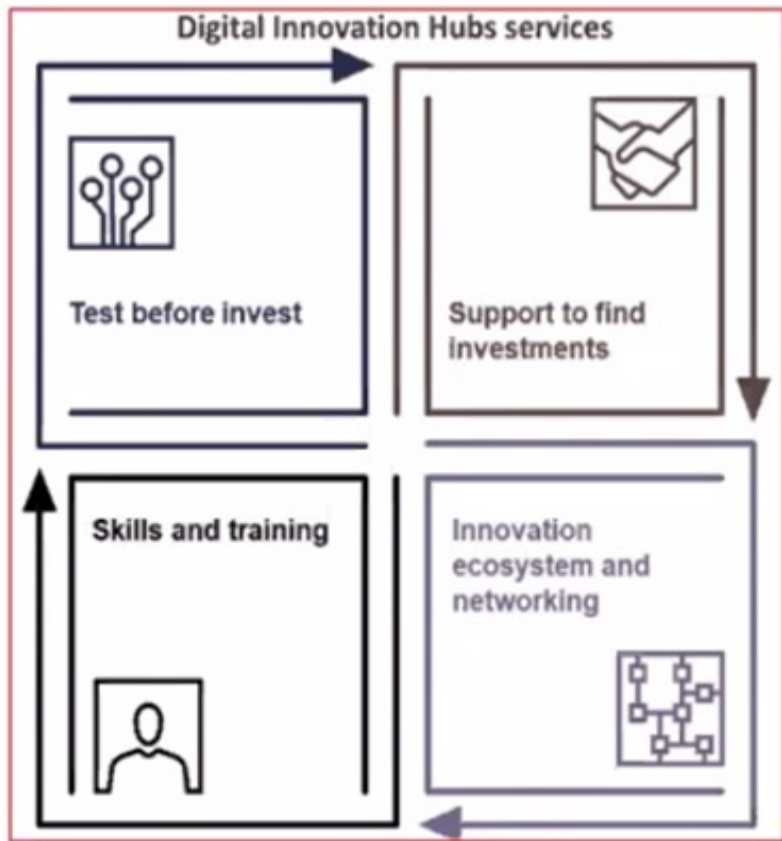 Digital Innovation Hubs services
Test before invest
Support to find
investments
Skills and training
Innovation
ecosystem and
networking